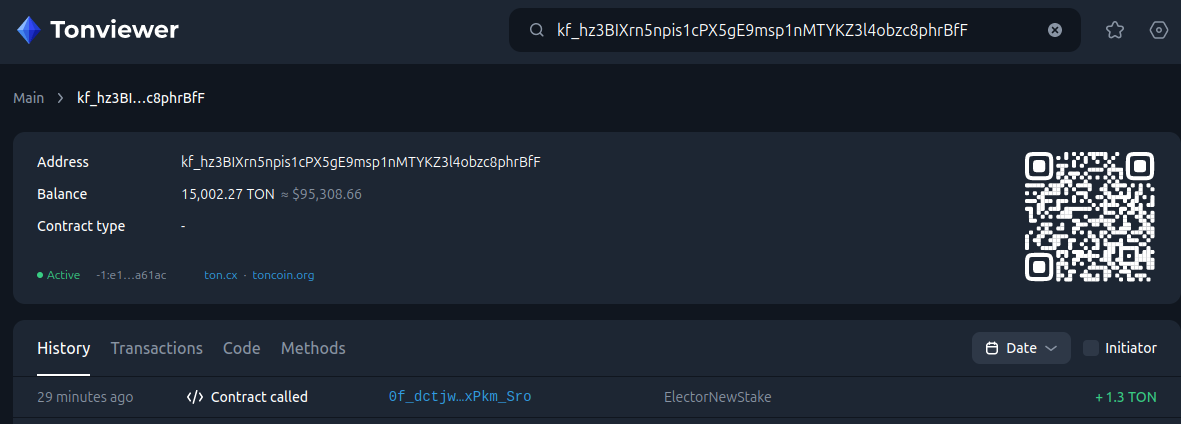 Tonviewer
kf_hz3BIXrn5npis1cPX5gE9msp1nMTYKZ3l4obzc8phrBfF
Main > kf_hz3BI…c8phrBfF
Address kf_hz3BIXrn5npis1cPX5gE9msp1nMTYKZ3l4obzc8phrBfF
Balance 15,002.27 TON ≈ $95,308.66
Contract type -
Active -1:e1…a61ac ton.cx · toncoin.org
History Transactions Code Methods Date Initiator
29 minutes ago </> Contract called 0f_dctjw…xPkm_Sro ElectorNewStake + 1.3 TON